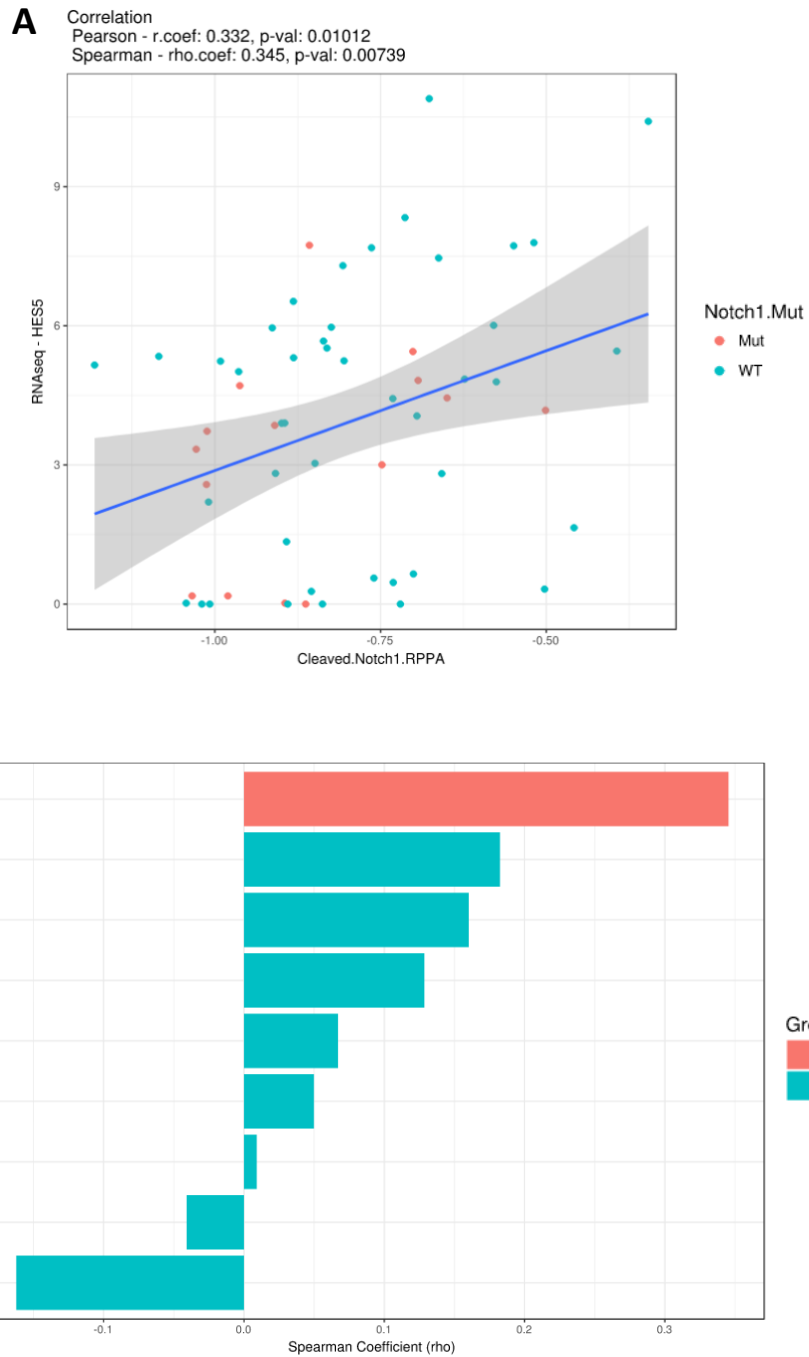 A
Correlation
Pearson - r.coef: 0.332, p-val: 0.01012
Spearman - rho.coef: 0.345, p-val: 0.00739
RNAseq - HES5
9
6
3
0
-1.00
-0.75
-0.50
Cleaved.Notch1.RPPA
Notch1.Mut
Mut
WT
-0.1
0.0
0.1
0.2
0.3
Spearman Coefficient (rho)